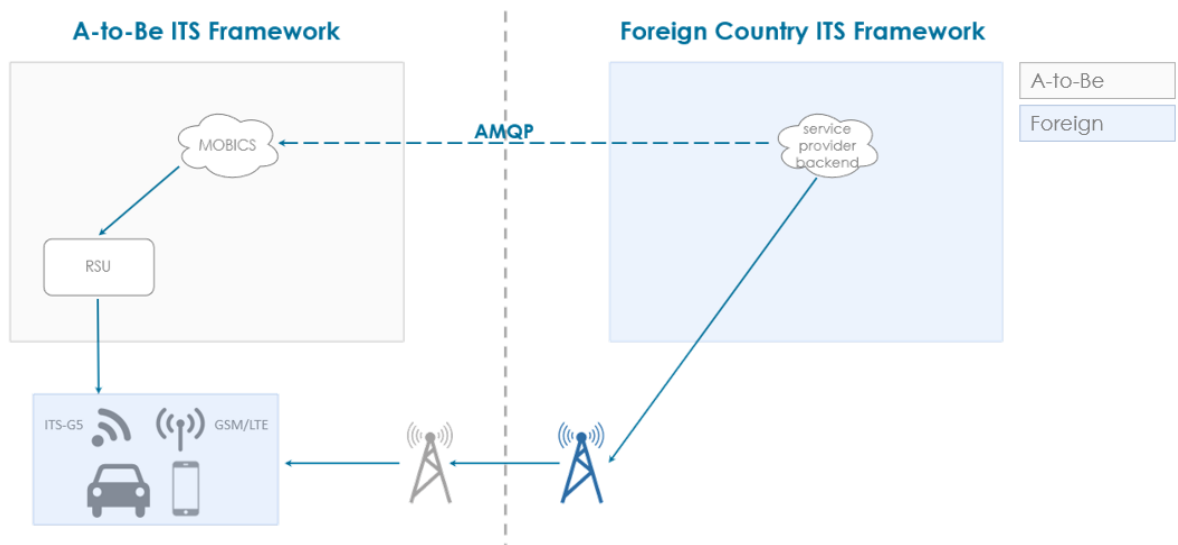 A-to-Be ITS Framework
Foreign Country ITS Framework
A-to-Be
Foreign
AMQP
MOBICS
service
provider
backend
RSU
ITS-G5
GSM/LTE